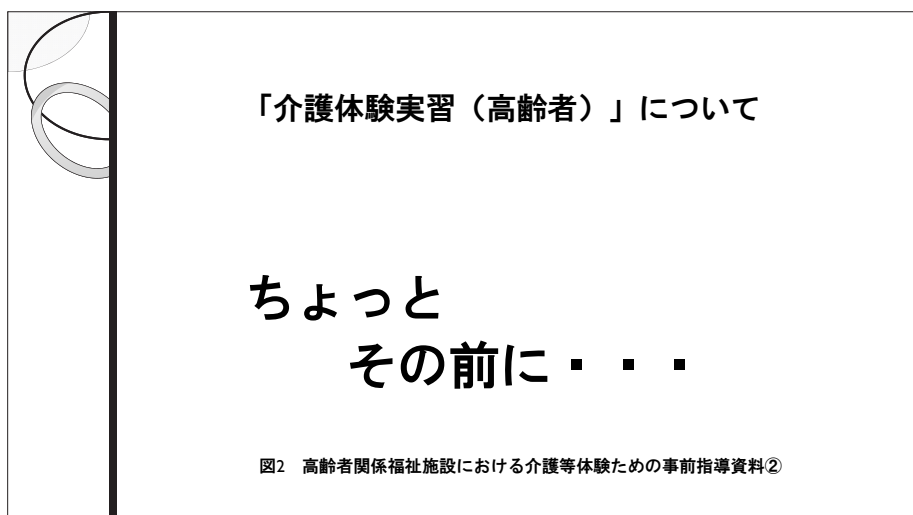 「介護体験実習（高齢者）」について
ちょっと
その前に・・・
図2　高齢者関係福祉施設における介護等体験ための事前指導資料②